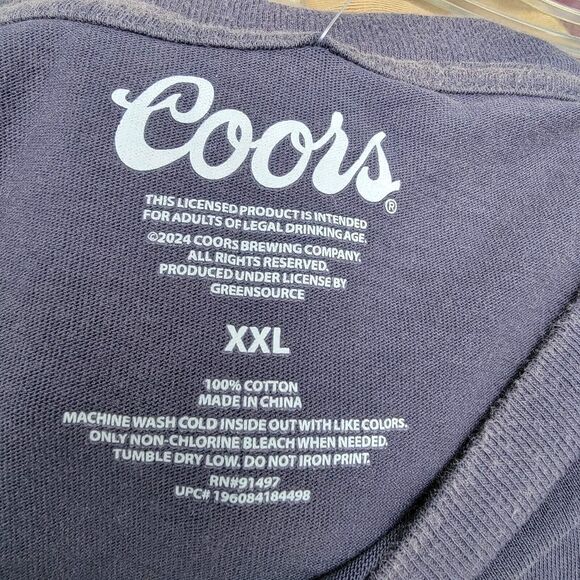 Coors®
THIS LICENSED PRODUCT IS INTENDED
FOR ADULTS OF LEGAL DRINKING AGE.
©2024 COORS BREWING COMPANY.
ALL RIGHTS RESERVED.
PRODUCED UNDER LICENSE BY
GREENSOURCE
XXL
100% COTTON
MADE IN CHINA
MACHINE WASH COLD INSIDE OUT WITH LIKE COLORS.
ONLY NON-CHLORINE BLEACH WHEN NEEDED.
TUMBLE DRY LOW. DO NOT IRON PRINT.
RN#91497
UPC# 196084184498